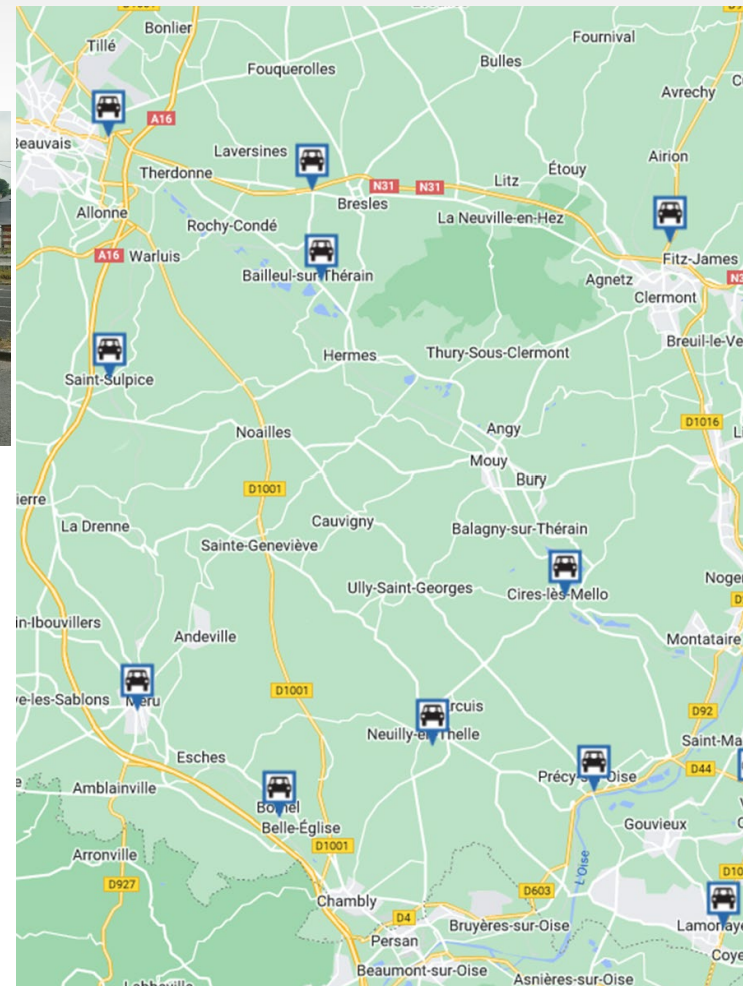 Bonlier
Tillé
Fournival
Bulles
Fouquerolles
Avrechy
A16
Beauvais
Laversines
Airion
Therdonne
Étouy
Litz
N31
N31
Bresles
Allonne
La Neuville-en-Hez
Rochy-Condé
A16
Warluis
Fitz-James
Bailleul-sur-Thérain
Agnetz
Clermont
Hermes
Thury-Sous-Clermont
Saint-Sulpice
D1016
Angy
Noailles
Mouy
Bury
D1001
La Drenne
Cauvigny
Balagny-sur-Thérain
Sainte-Geneviève
Ully-Saint-Georges
Cires-lès-Mello
Andeville
Montataire
D1001
D92
Neuilly-en-Thelle
Esches
D44
Précy-sur-Oise
Amblainville
Gouvieux
Belle-Église
D1001
Arronville
L'Oise
D927
D603
Chambly
D4
Bruyères-sur-Oise
Persan
Beaumont-sur-Oise
Asnières-sur-Oise